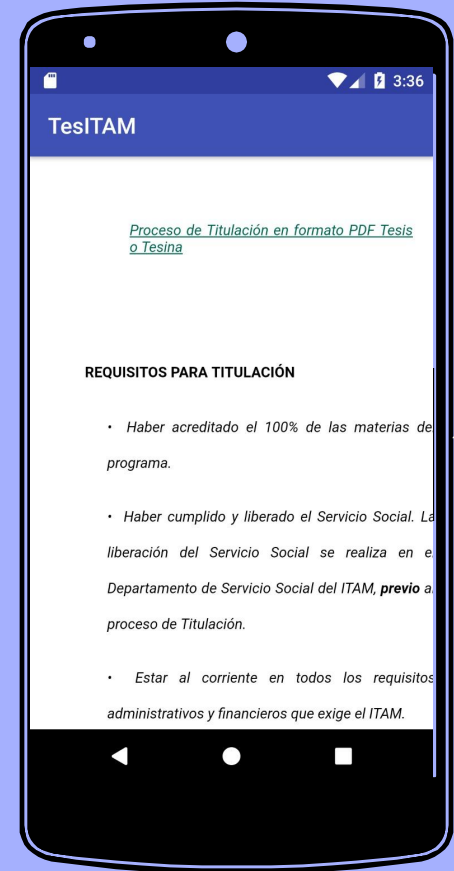 3:36
TesITAM
Proceso de Titulación en formato PDF Tesis
o Tesina
REQUISITOS PARA TITULACIÓN
• Haber acreditado el 100% de las materias de
programa.
• Haber cumplido y liberado el Servicio Social. La
liberación del Servicio Social se realiza en e
Departamento de Servicio Social del ITAM, previo a
proceso de Titulación.
• Estar al corriente en todos los requisitos
administrativos y financieros que exige el ITAM.